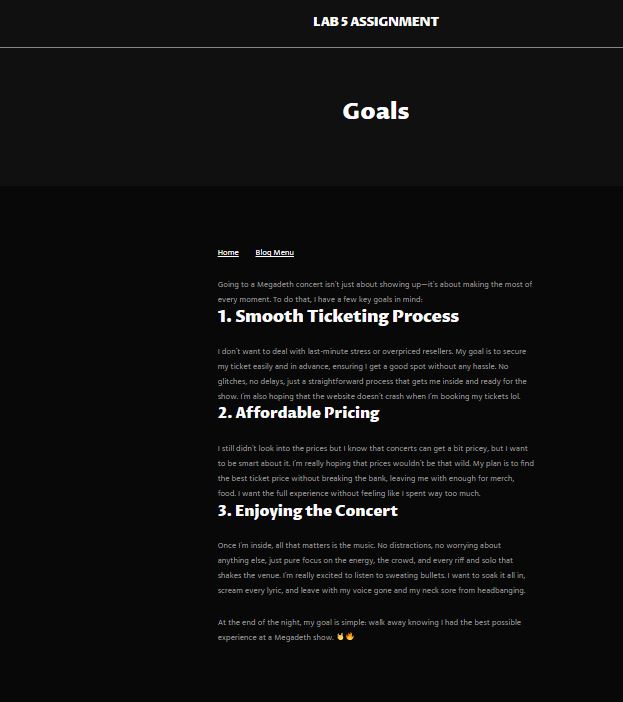 LAB 5 ASSIGNMENT
Goals
Home Blog Menu
Going to a Megadeth concert isn't just about showing up—it's about making the most of
every moment. To do that, I have a few key goals in mind:
1. Smooth Ticketing Process
I don't want to deal with last-minute stress or overpriced resellers. My goal is to secure
my ticket easily and in advance, ensuring I get a good spot without any hassle. No
glitches, no delays, just a straightforward process that gets me inside and ready for the
show. I'm also hoping that the website doesn't crash when I'm booking my tickets lol.
2. Affordable Pricing
I still didn't look into the prices but I know that concerts can get a bit pricey, but I want
to be smart about it. I'm really hoping that prices wouldn't be that wild. My plan is to find
the best ticket price without breaking the bank, leaving me with enough for merch,
food. I want the full experience without feeling like I spent way too much.
3. Enjoying the Concert
Once I'm inside, all that matters is the music. No distractions, no worrying about
anything else, just pure focus on the energy, the crowd, and every riff and solo that
shakes the venue. I'm really excited to listen to sweating bullets. I want to soak it all in,
scream every lyric, and leave with my voice gone and my neck sore from headbanging.
At the end of the night, my goal is simple: walk away knowing I had the best possible
experience at a Megadeth show. 🤘🔥